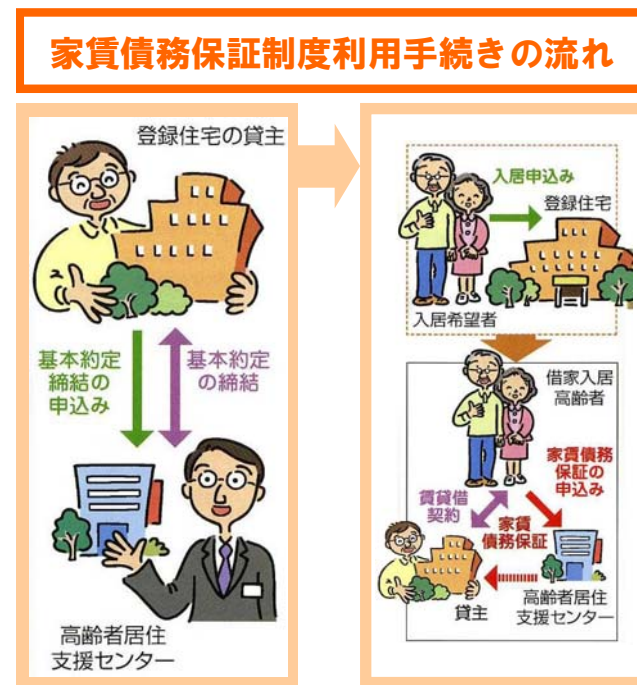 家賃債務保証制度利用手続きの流れ
登録住宅の貸主
基本約定
締結の
申込み
基本約定
の締結
高齢者居住
支援センター
入居申込み
登録住宅
入居希望者
借家入居
高齢者
家賃債務
保証の
申込み
賃貸借
契約
家賃
債務保証
貸主
高齢者居住
支援センター